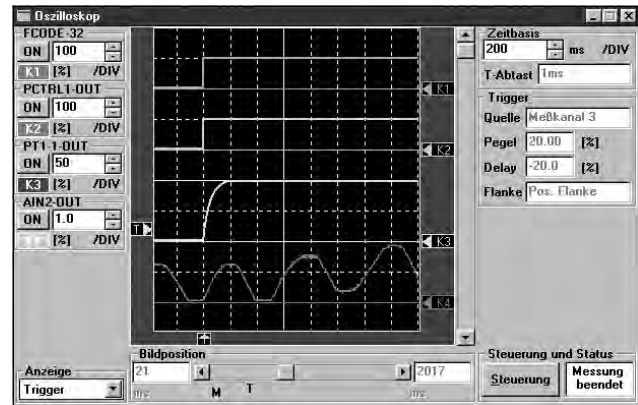 Oszilloskop
FCODE-32
ON 100
K1 [%] /DIV
PCTRL1-OUT
ON 100
K2 [%] /DIV
PT1-1-OUT
ON 50
K3 [%] /DIV
AIN2-OUT
ON 1.0
[%] /DIV
Anzeige
Trigger
T
K1
K2
K3
K4
Bildposition
21
2017
ms
M T
ms
Zeitbasis
200 ms /DIV
T-Abtast 1ms
Trigger
Quelle Meßkanal 3
Pegel 20.00 [%]
Delay -20.0 [%]
Flanke Pos. Flanke
Steuerung und Status
Steuerung
Messung
beendet